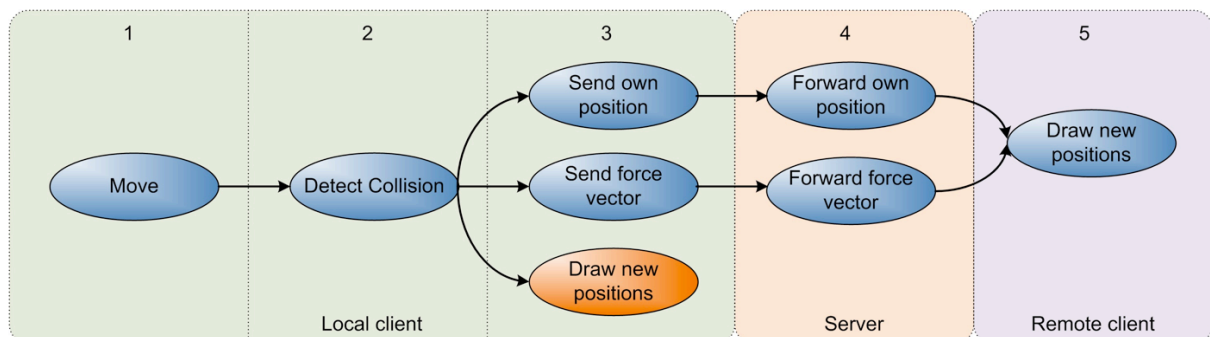 1
2
3
4
5
Send own
position
Forward own
position
Draw new
positions
Move
Detect Collision
Send force
vector
Forward force
vector
Draw new
positions
Local client
Server
Remote client